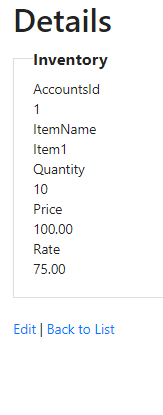 Details
Inventory
AccountsId
1
ItemName
Item1
Quantity
10
Price
100.00
Rate
75.00
Edit | Back to List